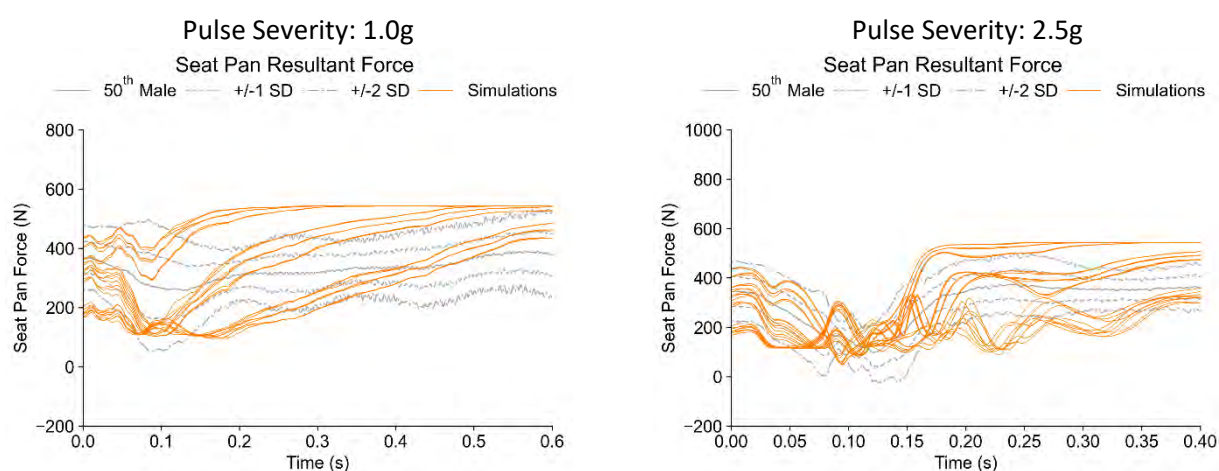 Pulse Severity: 1.0g
Seat Pan Resultant Force
50th Male +/-1 SD +/-2 SD Simulations
800
600
400
200
0
−200
Seat Pan Force (N)
0.0 0.1 0.2 0.3 0.4 0.5 0.6
Time (s)
Pulse Severity: 2.5g
Seat Pan Resultant Force
50th Male +/-1 SD +/-2 SD Simulations
1000
800
600
400
200
0
−200
Seat Pan Force (N)
0.00 0.05 0.10 0.15 0.20 0.25 0.30 0.35 0.40
Time (s)